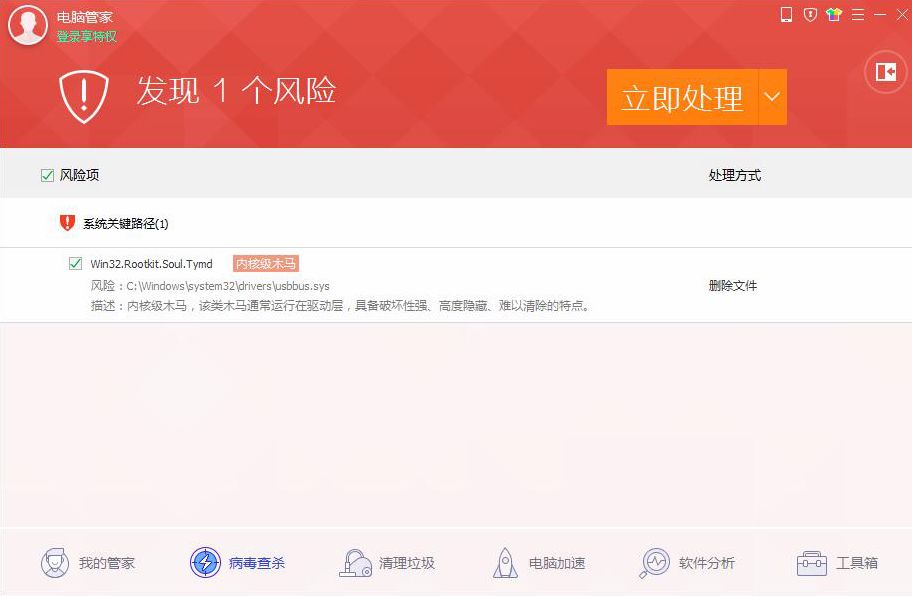 电脑管家
登录享特权
发现 1 个风险
立即处理
风险项
处理方式
系统关键路径(1)
Win32.Rootkit.Soul.Tymd 内核级木马
风险：C:\Windows\system32\drivers\usbbus.sys
删除文件
描述：内核级木马，该类木马通常运行在驱动层，具备破坏性强、高度隐藏、难以清除的特点。
我的管家
病毒查杀
清理垃圾
电脑加速
软件分析
工具箱